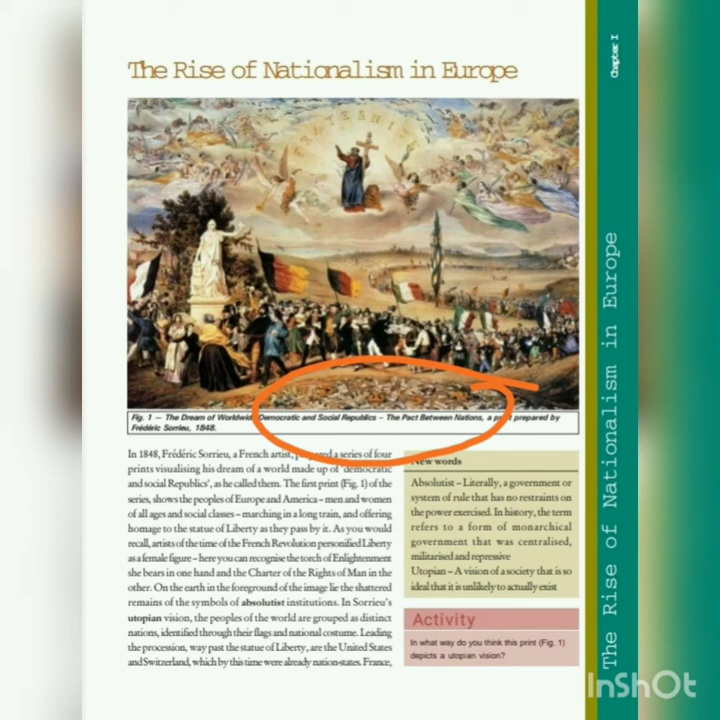 The Rise of Nationalism in Europe
Chapter I
FRATERNITÉ
Fig. 1 — The Dream of Worldwide Democratic and Social Republics – The Pact Between Nations, a print prepared by
Frédéric Sorrieu, 1848.
In 1848, Frédéric Sorrieu, a French artist, prepared a series of four
prints visualising his dream of a world made up of ‘democratic
and social Republics’, as he called them. The first print (Fig. 1) of the
series, shows the peoples of Europe and America – men and women
of all ages and social classes – marching in a long train, and offering
homage to the statue of Liberty as they pass by it. As you would
recall, artists of the time of the French Revolution personified Liberty
as a female figure – here you can recognise the torch of Enlightenment
she bears in one hand and the Charter of the Rights of Man in the
other. On the earth in the foreground of the image lie the shattered
remains of the symbols of absolutist institutions. In Sorrieu’s
utopian vision, the peoples of the world are grouped as distinct
nations, identified through their flags and national costume. Leading
the procession, way past the statue of Liberty, are the United States
and Switzerland, which by this time were already nation-states. France,
New words
Absolutist – Literally, a government or
system of rule that has no restraints on
the power exercised. In history, the term
refers to a form of monarchical
government that was centralised,
militarised and repressive
Utopian – A vision of a society that is so
ideal that it is unlikely to actually exist
Activity
In what way do you think this print (Fig. 1)
depicts a utopian vision?
The Rise of Nationalism in Europe
InShOt